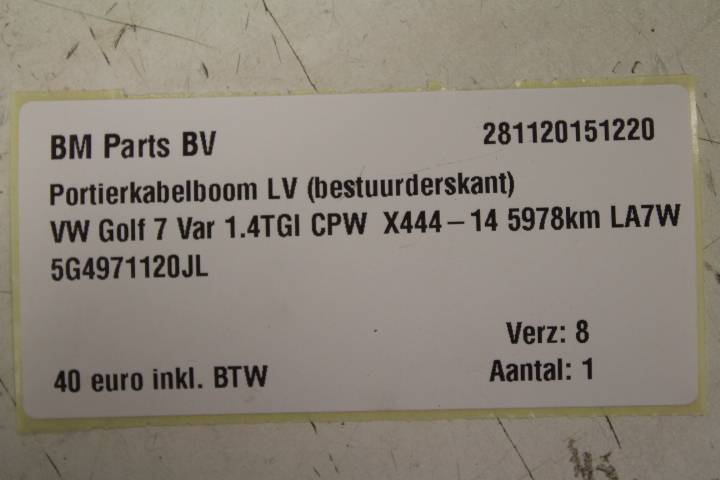 BM Parts BV 281120151220
Portierkabelboom LV (bestuurderskant)
VW Golf 7 Var 1.4TGI CPW X444-14 5978km LA7W
5G4971120JL
Verz: 8
40 euro inkl. BTW
Aantal: 1